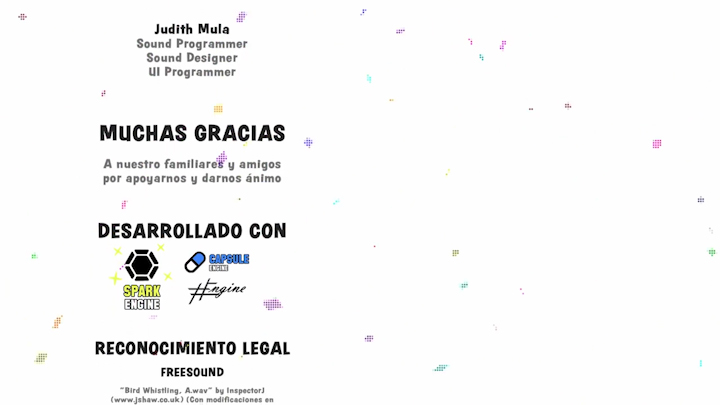 Judith Mula
Sound Programmer
Sound Designer
UI Programmer
MUCHAS GRACIAS
A nuestro familiares y amigos
por apoyarnos y darnos ánimo
DESARROLLADO CON
SPARK
ENGINE
CAPSULE
ENGINE
#Engine
RECONOCIMIENTO LEGAL
FREESOUND
"Bird Whistling, A.wav" by InspectorJ
(www.jshaw.co.uk) (Con modificaciones en